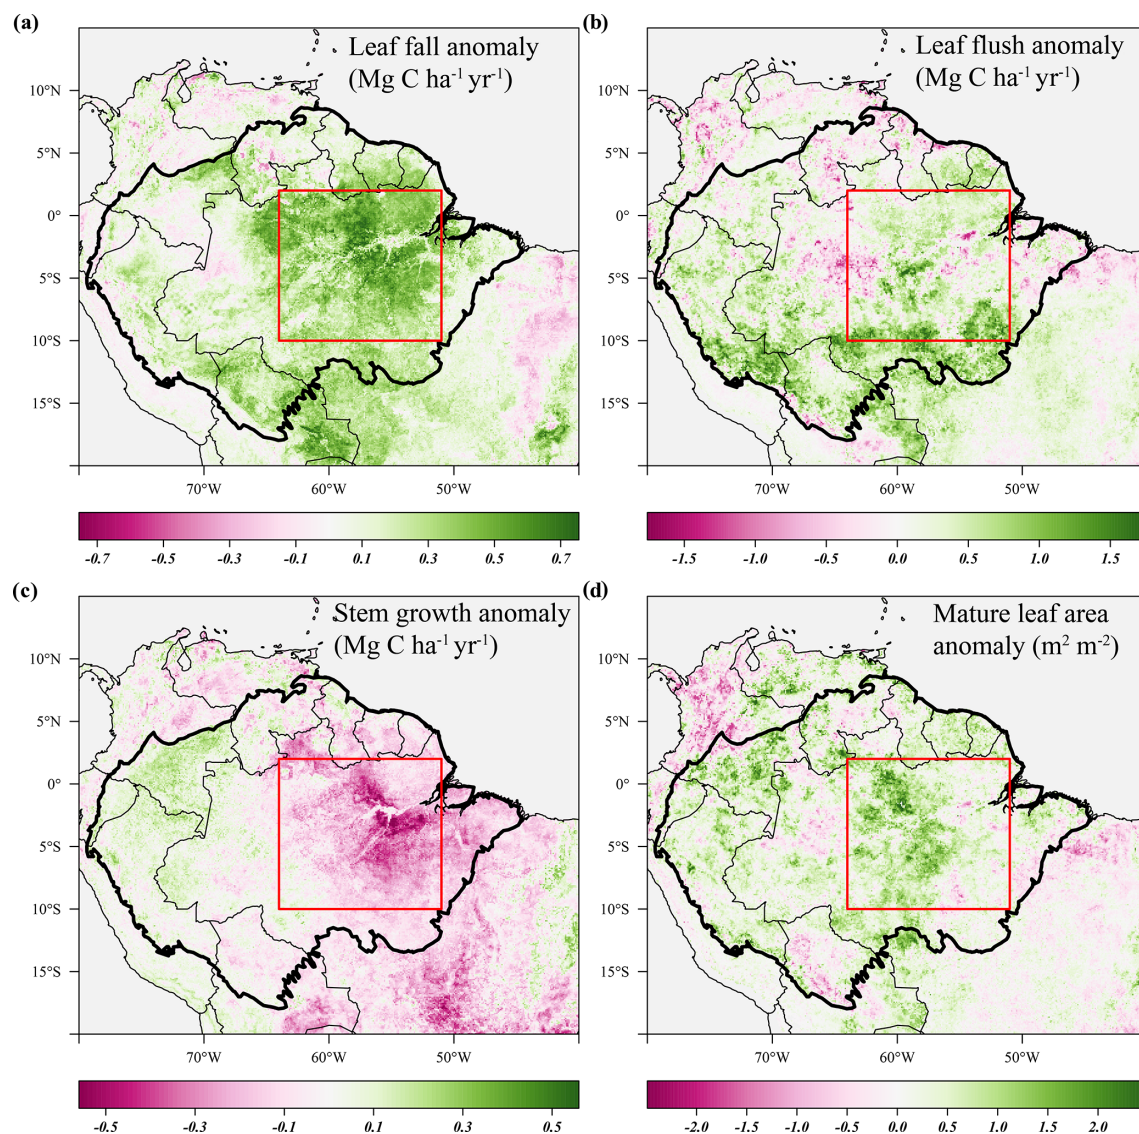 (a)
Leaf fall anomaly
(Mg C ha⁻¹ yr⁻¹)
10°N
5°N
0°
5°S
10°S
15°S
70°W 60°W 50°W
-0.7 -0.5 -0.3 -0.1 0.1 0.3 0.5 0.7
(b)
Leaf flush anomaly
(Mg C ha⁻¹ yr⁻¹)
10°N
5°N
0°
5°S
10°S
15°S
70°W 60°W 50°W
-1.5 -1.0 -0.5 0.0 0.5 1.0 1.5
(c)
Stem growth anomaly
(Mg C ha⁻¹ yr⁻¹)
10°N
5°N
0°
5°S
10°S
15°S
70°W 60°W 50°W
-0.5 -0.3 -0.1 0.1 0.3 0.5
(d)
Mature leaf area
anomaly (m² m⁻²)
10°N
5°N
0°
5°S
10°S
15°S
70°W 60°W 50°W
-2.0 -1.5 -1.0 -0.5 0.0 0.5 1.0 1.5 2.0